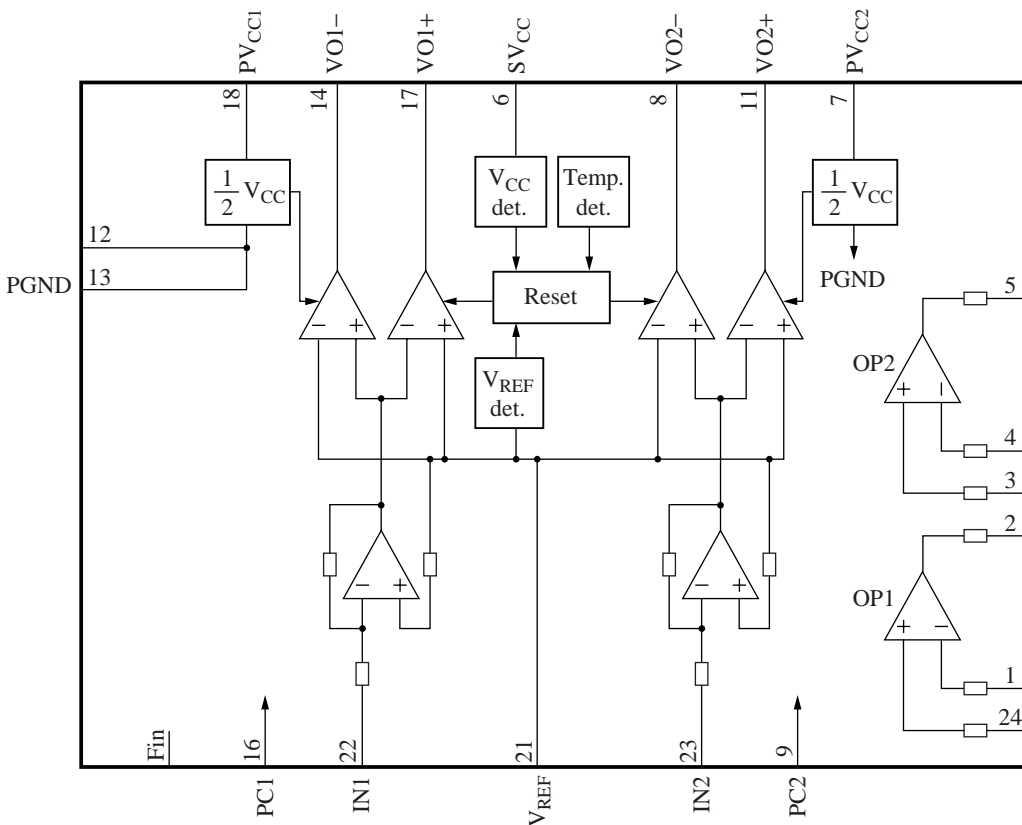 PVCC1 VO1− VO1+ SVCC VO2− VO2+ PVCC2
18 14 17 6 8 11 7
1/2 VCC
VCC
det.
Temp.
det.
1/2 VCC
12
13
PGND
Reset
PGND
− + − + − + − +
VREF
det.
5
OP2
+ −
4
3
2
− +
− +
OP1
+ −
1
24
Fin 16 22 21 23 9
PC1 IN1 VREF IN2 PC2